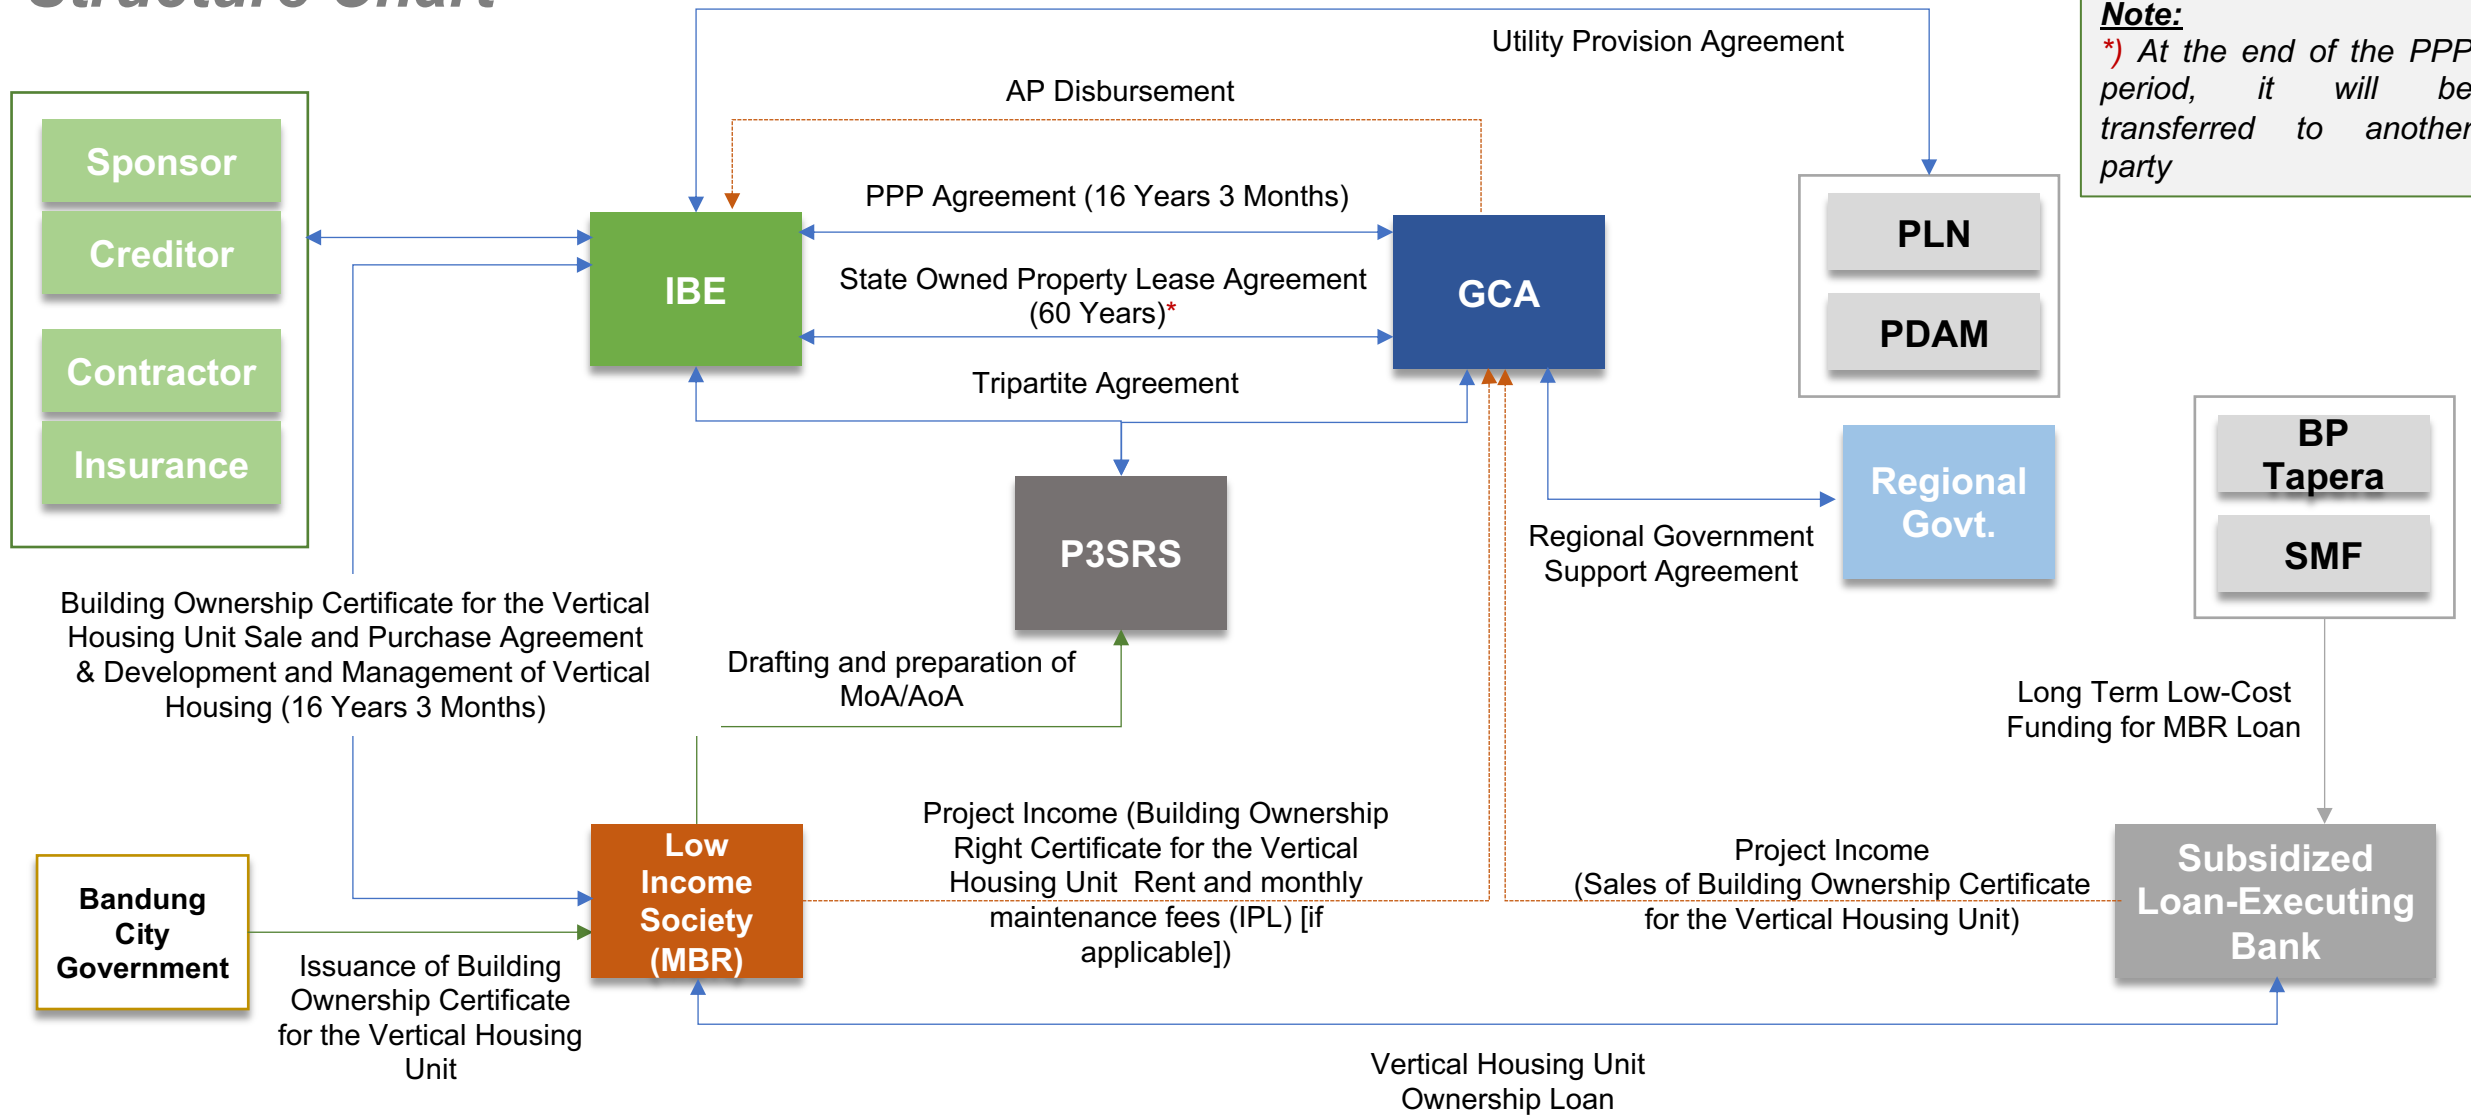 Structure Chart
Note:
*) At the end of the PPP
period, it will be
transferred to another
party
Utility Provision Agreement
AP Disbursement
Sponsor
Creditor
Contractor
Insurance
PPP Agreement (16 Years 3 Months)
IBE
State Owned Property Lease Agreement
(60 Years)*
GCA
Tripartite Agreement
PLN
PDAM
P3SRS
Regional
Govt.
Regional Government
Support Agreement
BP
Tapera
SMF
Building Ownership Certificate for the Vertical
Housing Unit Sale and Purchase Agreement
& Development and Management of Vertical
Housing (16 Years 3 Months)
Drafting and preparation of
MoA/AoA
Long Term Low-Cost
Funding for MBR Loan
Bandung
City
Government
Issuance of Building
Ownership Certificate
for the Vertical Housing
Unit
Low
Income
Society
(MBR)
Project Income (Building Ownership
Right Certificate for the Vertical
Housing Unit Rent and monthly
maintenance fees (IPL) [if
applicable])
Project Income
(Sales of Building Ownership Certificate
for the Vertical Housing Unit)
Subsidized
Loan-Executing
Bank
Vertical Housing Unit
Ownership Loan